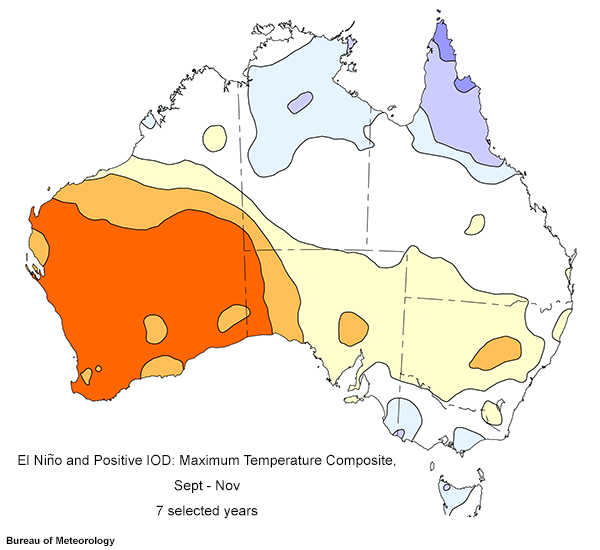 El Niño and Positive IOD: Maximum Temperature Composite,
Sept - Nov
7 selected years
Bureau of Meteorology